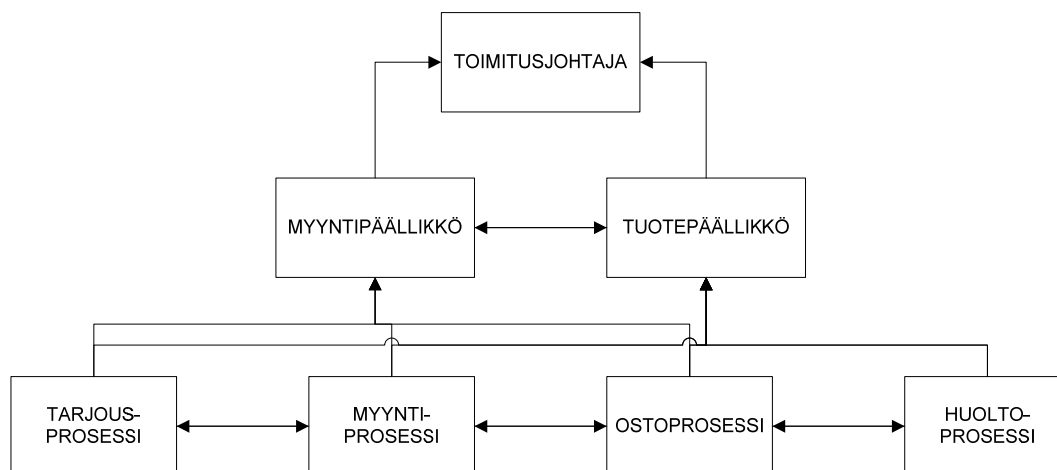 TOIMITUSJOHTAJA
MYYNTIPÄÄLLIKKÖ
TUOTEPÄÄLLIKKÖ
TARJOUS-
PROSESSI
MYYNTI-
PROSESSI
OSTOPROSESSI
HUOLTO-
PROSESSI